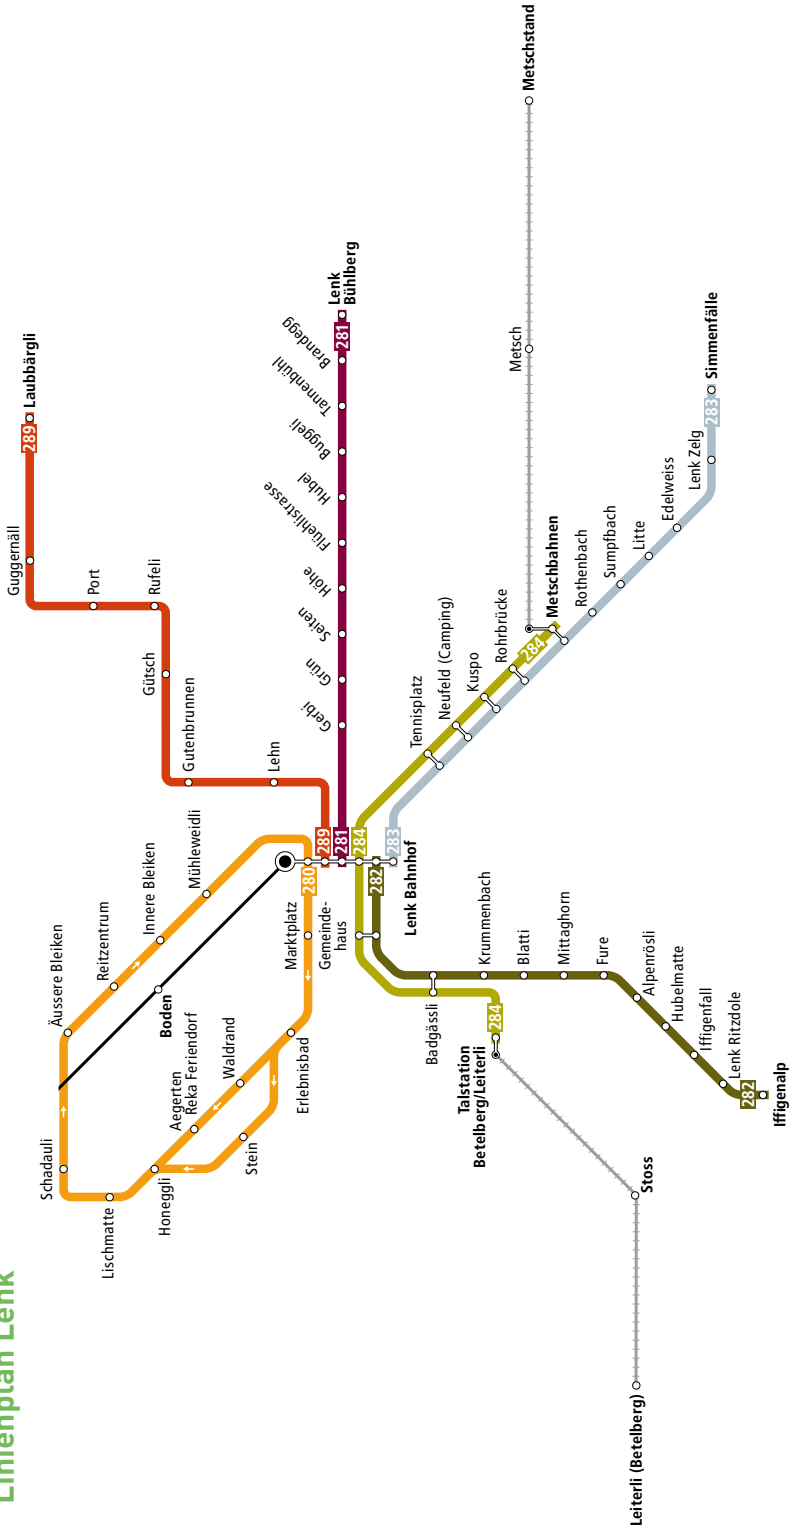 Linienplan Lenk
Leiterli (Betelberg)
Stoss
Talstation
Betelberg/Leiterli
284
Badgässli
Gemeinde-
haus
Lischmatte
Schadauli
Honeggli
Aegerten
Reka Feriendorf
Waldrand
Stein
Erlebnisbad
Marktplatz
280
Äussere Bleiken
Reitzentrum
Innere Bleiken
Mühleweidli
Boden
Lenk Bahnhof
289
281
284
283
282
Lehn
Gutenbrunnen
Gütsch
Rufeli
Port
Guggernäll
289
Laubbärgli
Gerbi
Grün
Seiten
Höhe
Flüehlistrasse
Hubel
Buggeli
Tannenbühl
Brandegg
281
Lenk
Bühlberg
Tennisplatz
Neufeld (Camping)
Kuspo
Rohrbrücke
284
Metschbahnen
Metsch
Metschstand
Rothenbach
Sumpfbach
Litte
Edelweiss
Lenk Zelg
283
Simmenfälle
Krummenbach
Blatti
Mittaghorn
Fure
Alpenrösli
Hubelmatte
Iffigenfall
Lenk Ritzdole
282
Iffigenalp